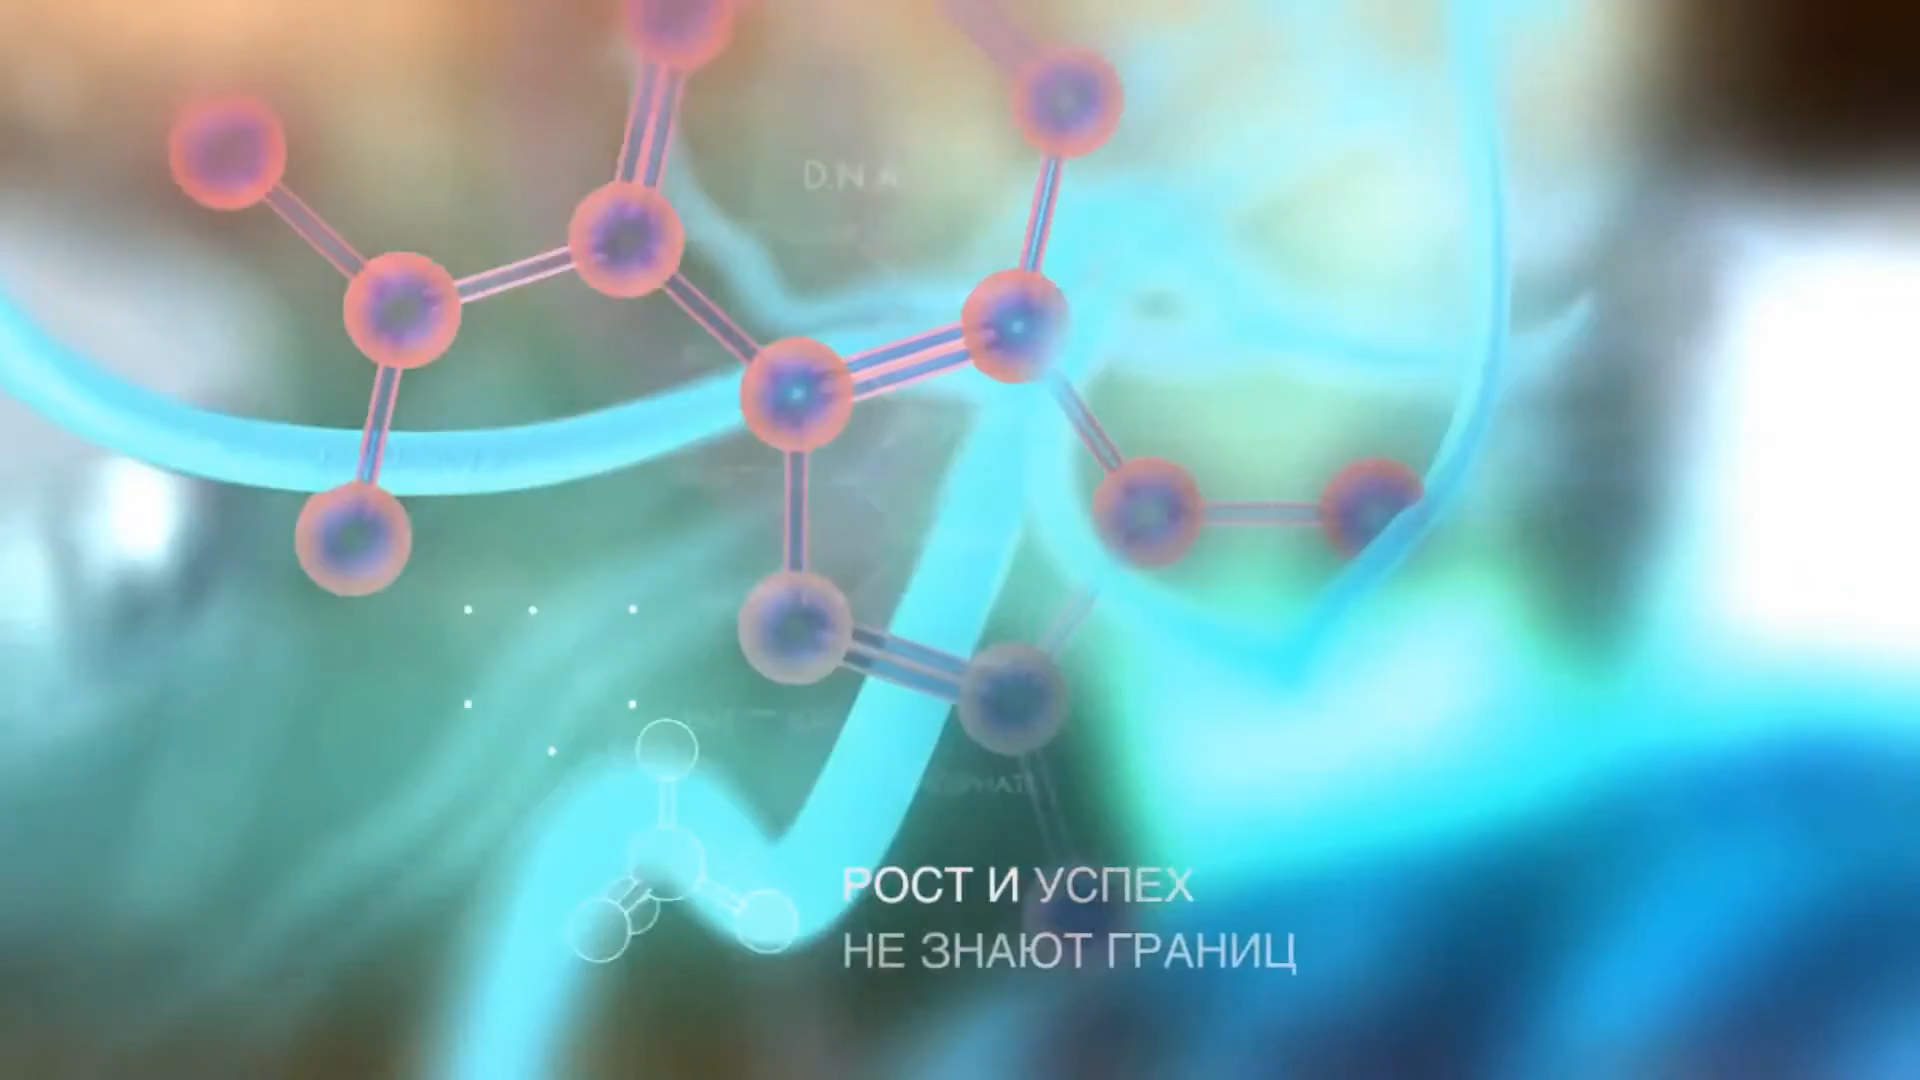 D.N.A
РОСТ И УСПЕХ
НЕ ЗНАЮТ ГРАНИЦ